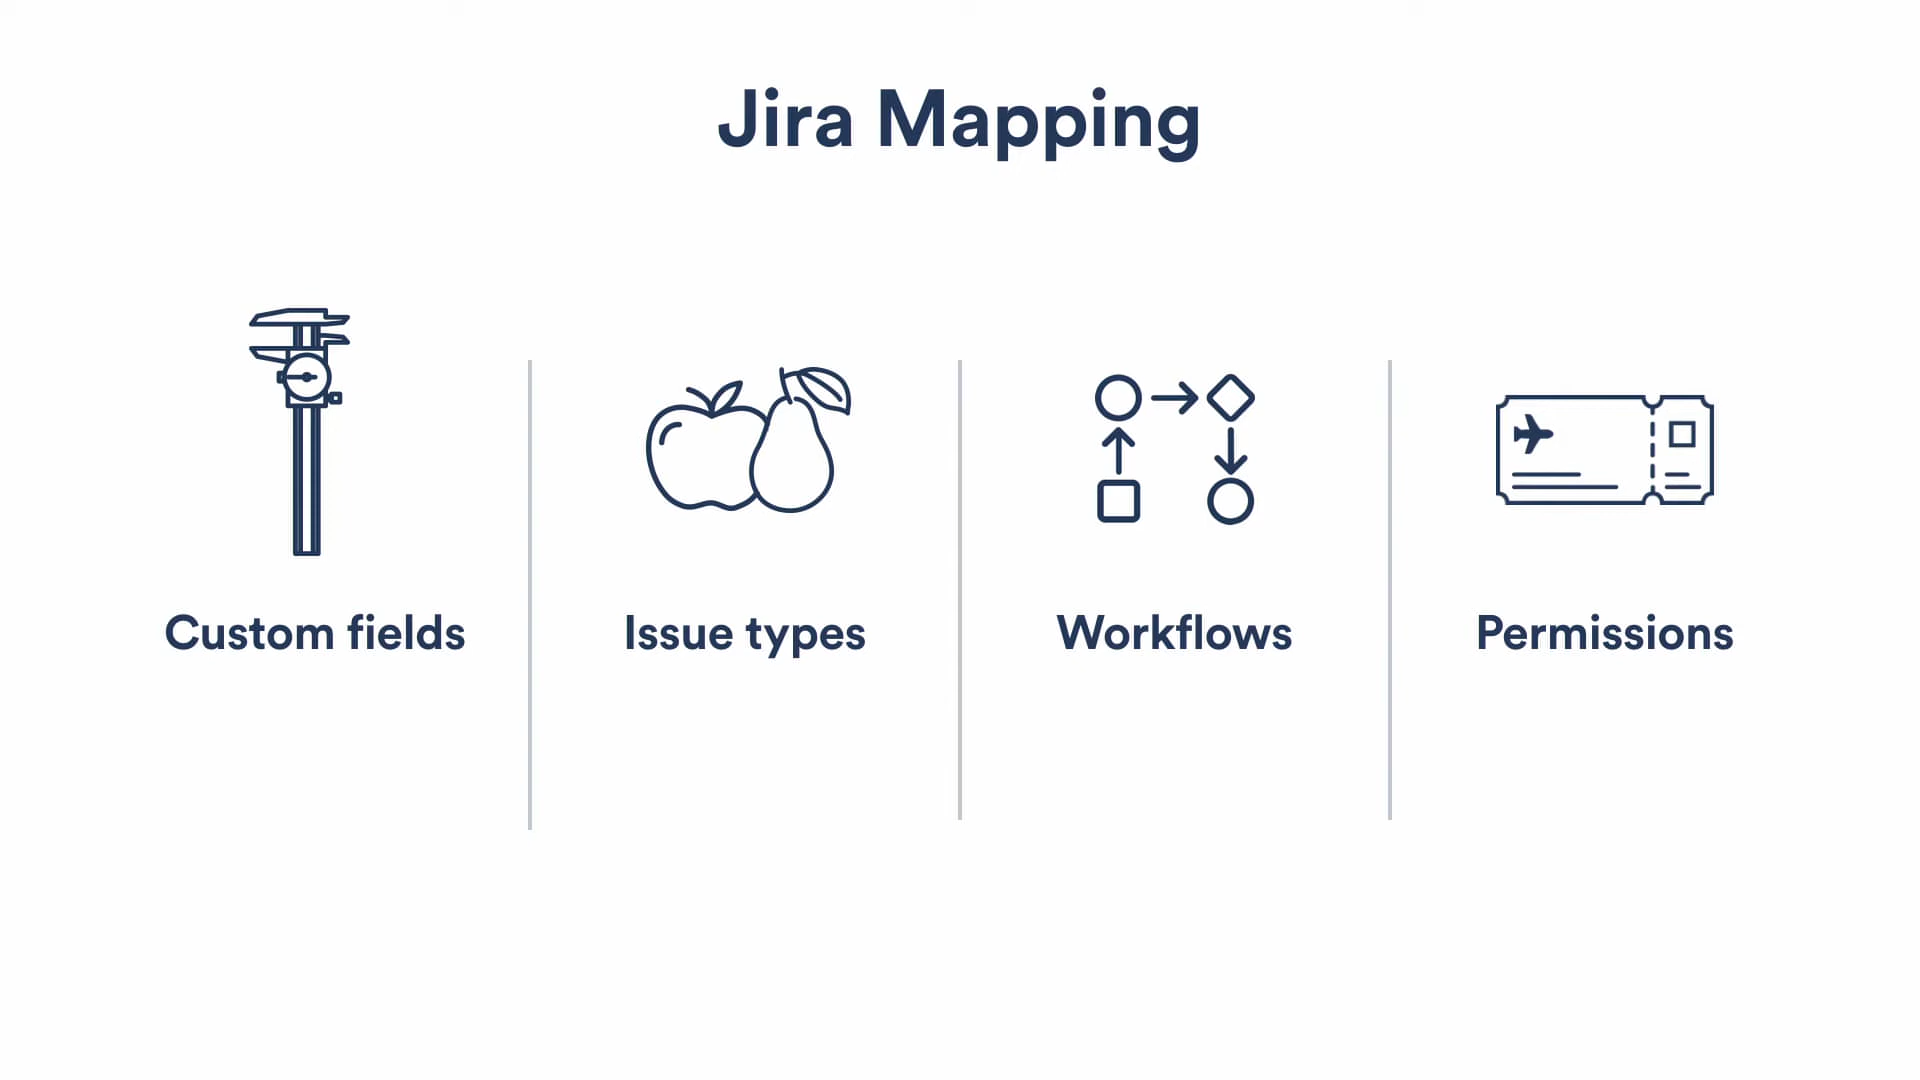 Jira Mapping
Custom fields
Issue types
Workflows
Permissions